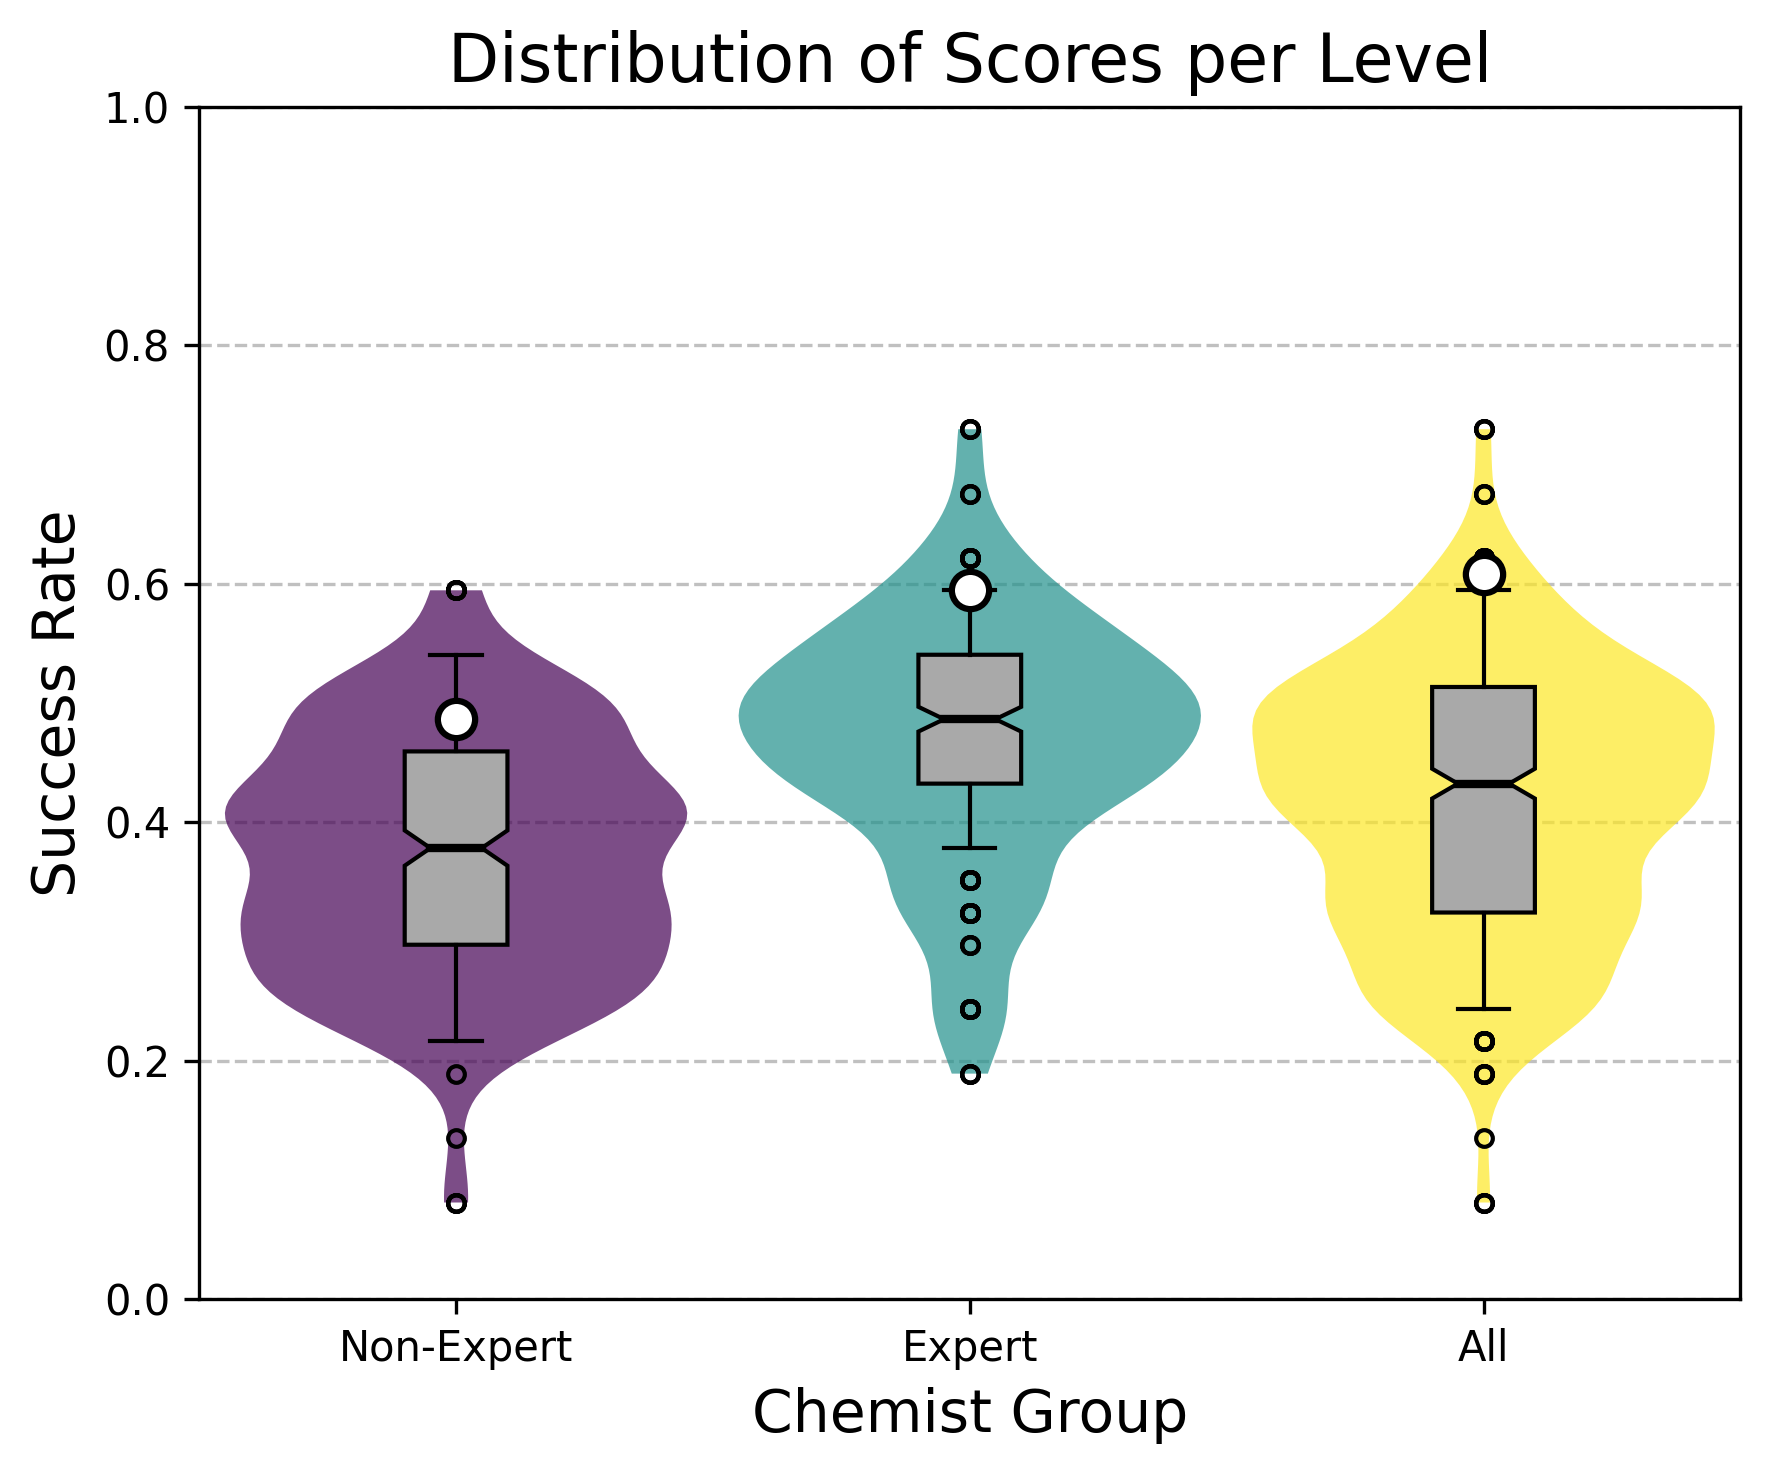 Distribution of Scores per Level
1.0
0.8
0.6
0.4
0.2
0.0
Success Rate
Non-Expert Expert All
Chemist Group